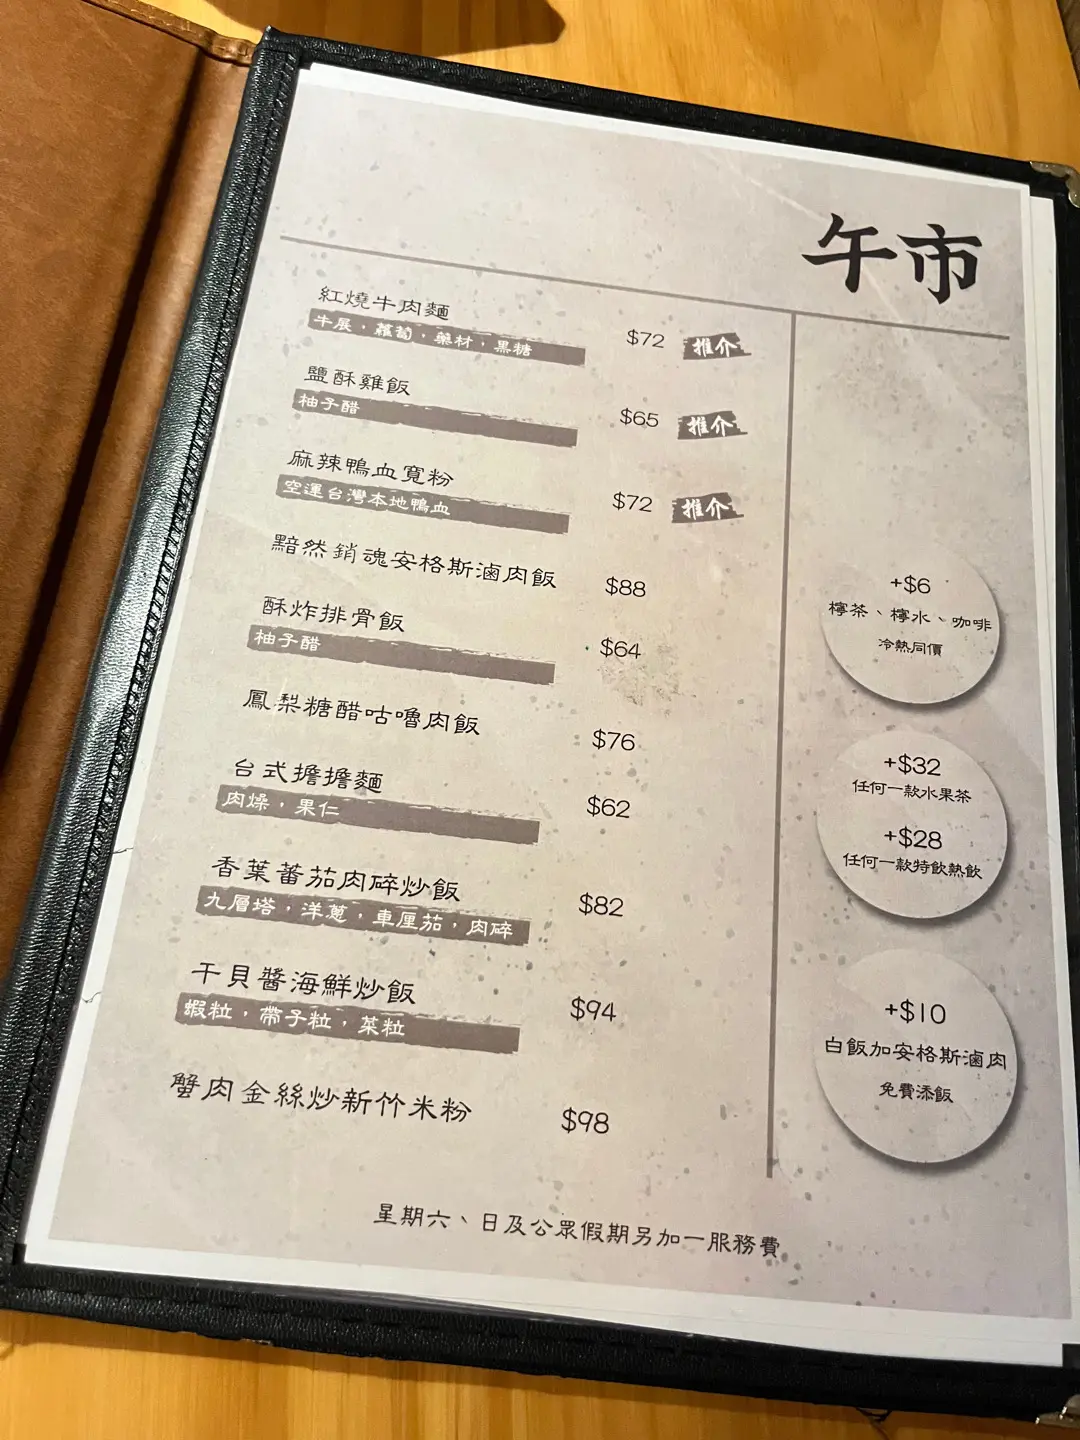 午市
紅燒牛肉麵 $72 推介
牛展，蘿蔔，藥材，黑糖
鹽酥雞飯 $65 推介
柚子醋
麻辣鴨血寬粉 $72 推介
空運台灣本地鴨血
黯然銷魂安格斯滷肉飯 $88
酥炸排骨飯 $64
柚子醋
鳳梨糖醋咕嚕肉飯 $76
台式擔擔麵 $62
肉燥，果仁
香葉蕃茄肉碎炒飯 $82
九層塔，洋蔥，車厘茄，肉碎
干貝醬海鮮炒飯 $94
蝦粒，帶子粒，菜粒
蟹肉金絲炒新竹米粉 $98
+$6
檸茶、檸水、咖啡
冷熱同價
+$32
任何一款水果茶
+$28
任何一款特飲熱飲
+$10
白飯加安格斯滷肉
免費添飯
星期六、日及公眾假期另加一服務費